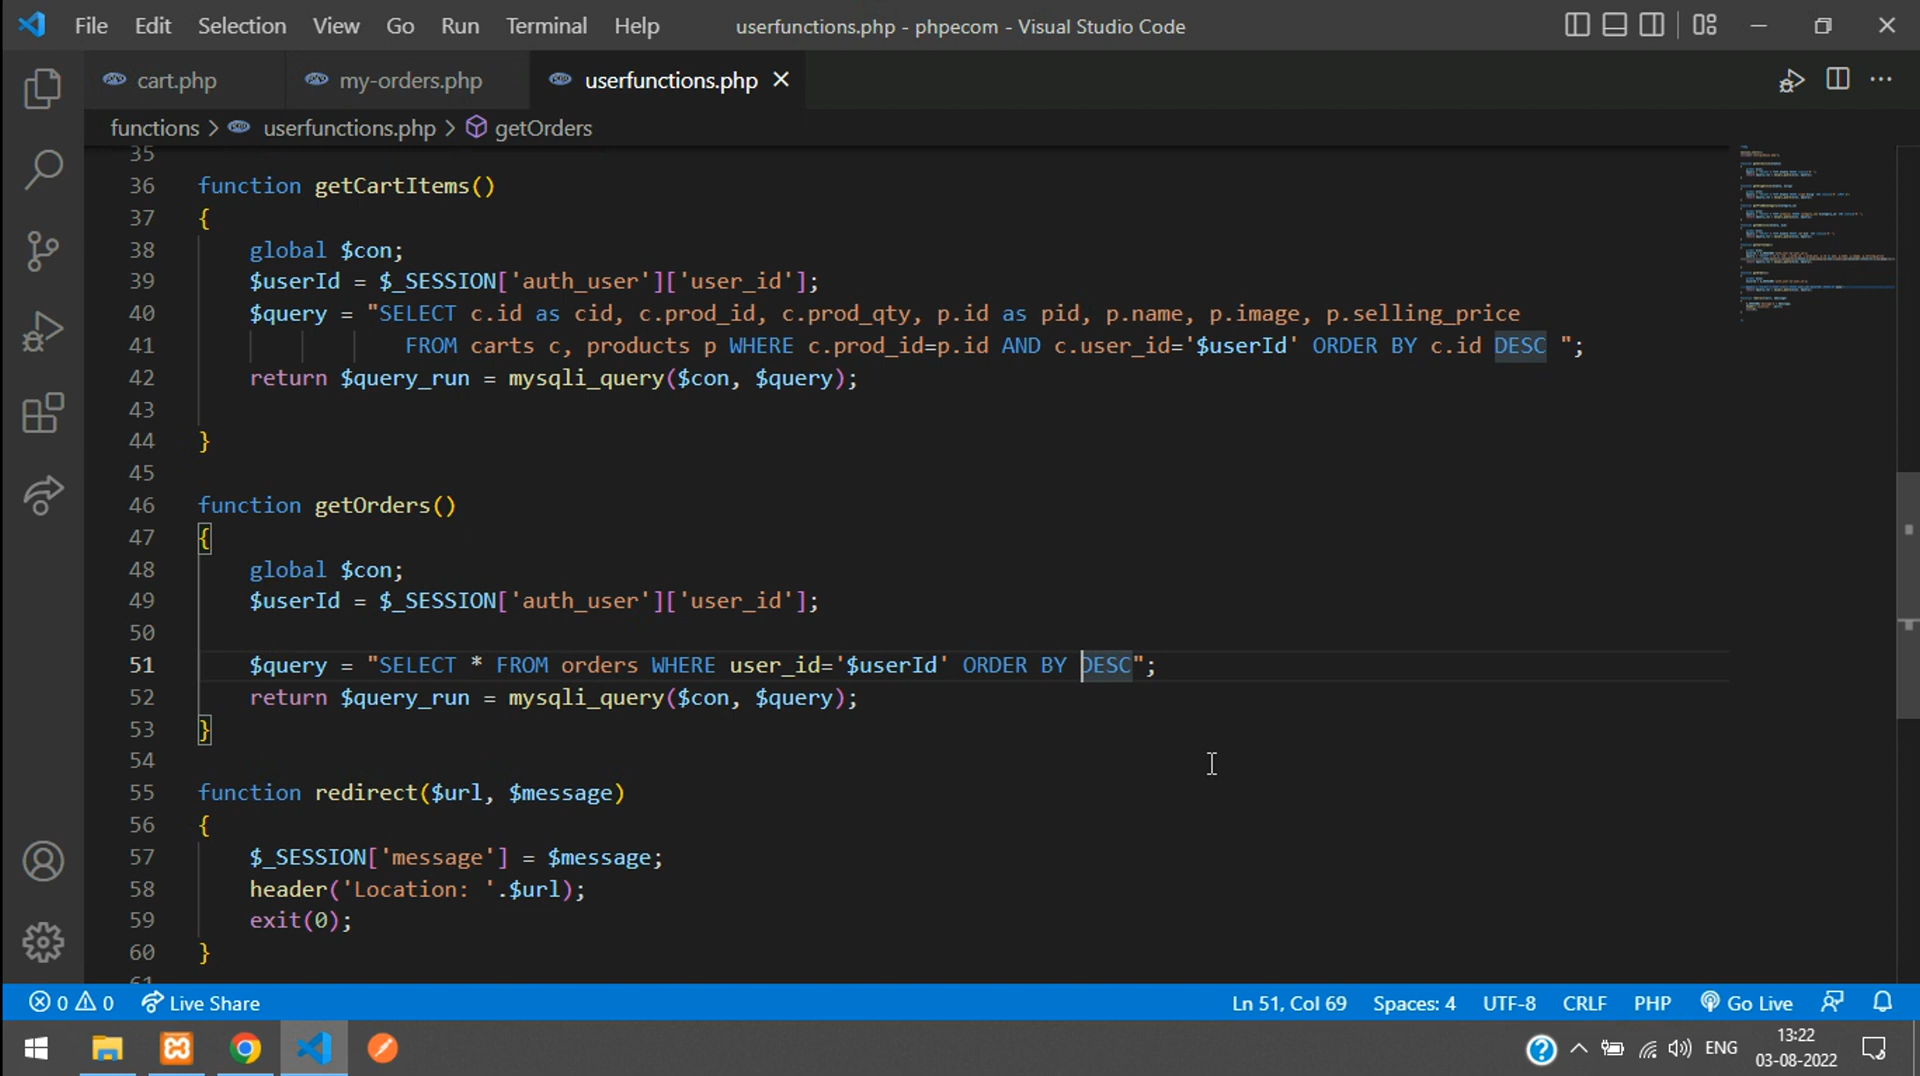 File Edit Selection View Go Run Terminal Help userfunctions.php - phpecom - Visual Studio Code
cart.php my-orders.php userfunctions.php
functions > userfunctions.php > getOrders
35
36 function getCartItems()
37 {
38 global $con;
39 $userId = $_SESSION['auth_user']['user_id'];
40 $query = "SELECT c.id as cid, c.prod_id, c.prod_qty, p.id as pid, p.name, p.image, p.selling_price
41 FROM carts c, products p WHERE c.prod_id=p.id AND c.user_id='$userId' ORDER BY c.id DESC ";
42 return $query_run = mysqli_query($con, $query);
43
44 }
45
46 function getOrders()
47 {
48 global $con;
49 $userId = $_SESSION['auth_user']['user_id'];
50
51 $query = "SELECT * FROM orders WHERE user_id='$userId' ORDER BY DESC";
52 return $query_run = mysqli_query($con, $query);
53 }
54
55 function redirect($url, $message)
56 {
57 $_SESSION['message'] = $message;
58 header('Location: '.$url);
59 exit(0);
60 }
61
0 0 Live Share Ln 51, Col 69 Spaces: 4 UTF-8 CRLF PHP Go Live
ENG 13:22
03-08-2022